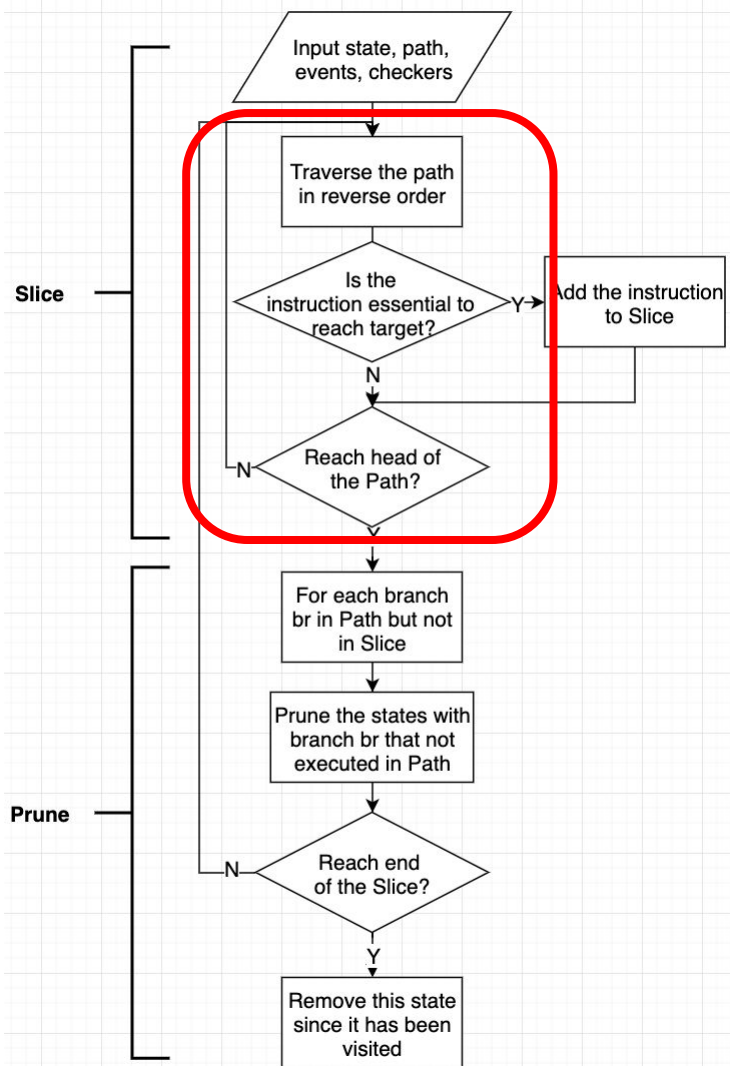 Input state, path,
events, checkers
Traverse the path
in reverse order
Slice
Is the
instruction essential to
reach target?
Y
Add the instruction
to Slice
N
Reach head of
the Path?
N
Y
For each branch
br in Path but not
in Slice
Prune the states with
branch br that not
executed in Path
Prune
Reach end
of the Slice?
N
Y
Remove this state
since it has been
visited